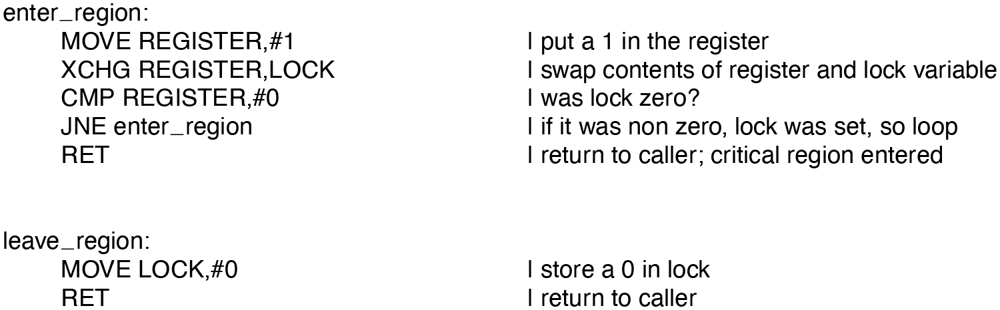 enter_region:
MOVE REGISTER,#1 | put a 1 in the register
XCHG REGISTER,LOCK | swap contents of register and lock variable
CMP REGISTER,#0 | was lock zero?
JNE enter_region | if it was non zero, lock was set, so loop
RET | return to caller; critical region entered
leave_region:
MOVE LOCK,#0 | store a 0 in lock
RET | return to caller